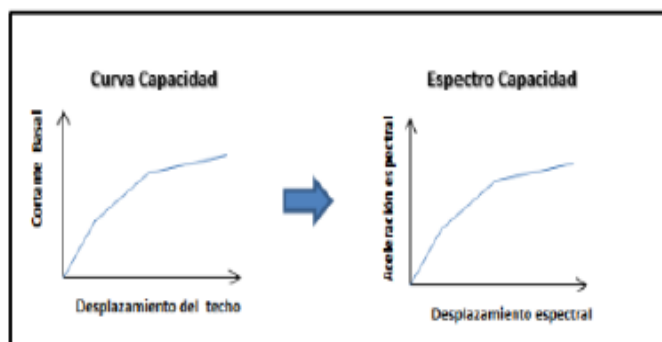 Curva Capacidad
Cortante Basal
Desplazamiento del techo
Espectro Capacidad
Aceleración espectral
Desplazamiento espectral